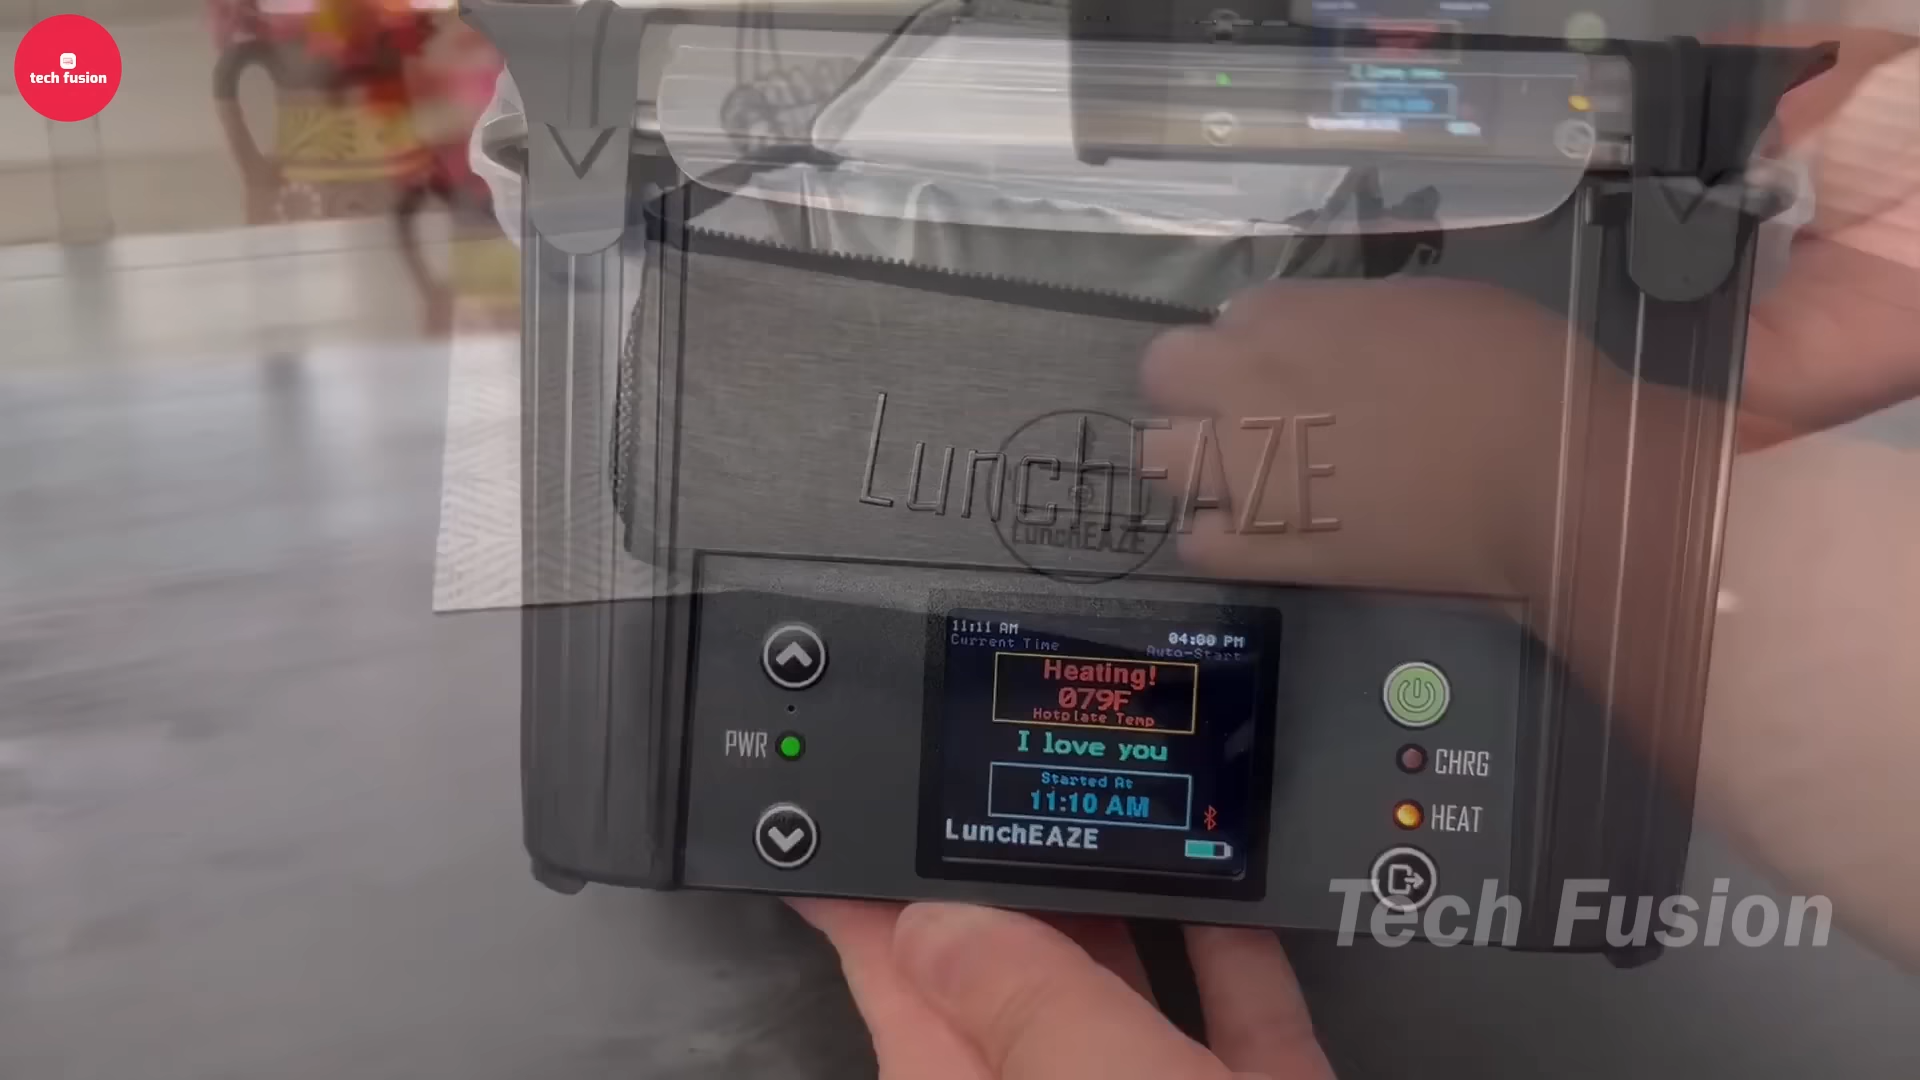 tech fusion
LunchEAZE
LunchEAZE
11:11 AM
Current Time
04:00 PM
Auto-Start
Heating!
079F
Hotplate Temp
I love you
Started At
11:10 AM
LunchEAZE
PWR
CHRG
HEAT
Tech Fusion